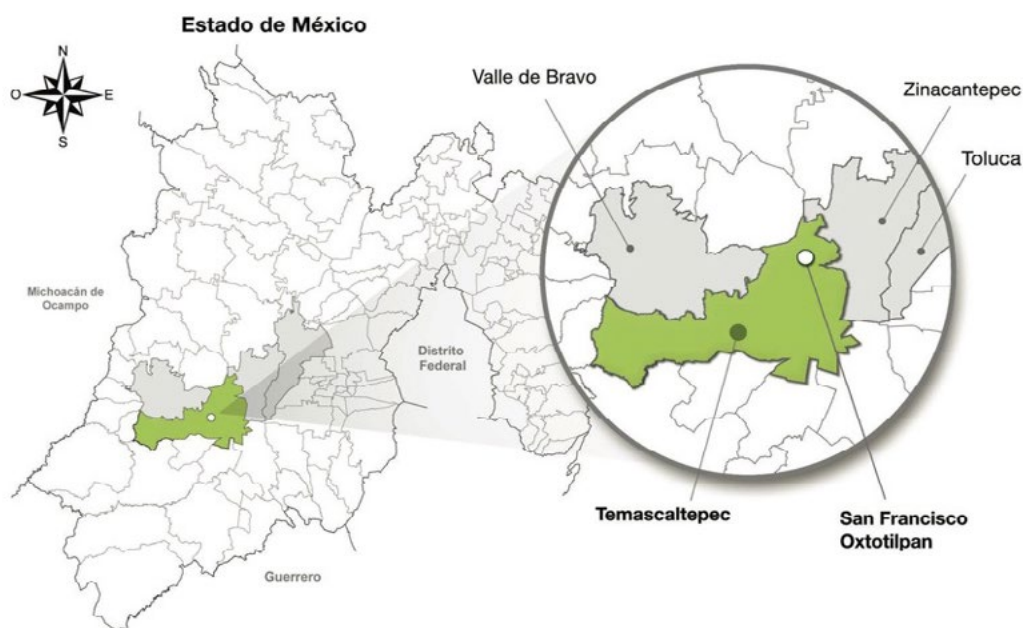 Estado de México
N
O
E
S
Valle de Bravo
Zinacantepec
Toluca
Michoacán de
Ocampo
Distrito
Federal
Temascaltepec
San Francisco
Oxtotilpan
Guerrero